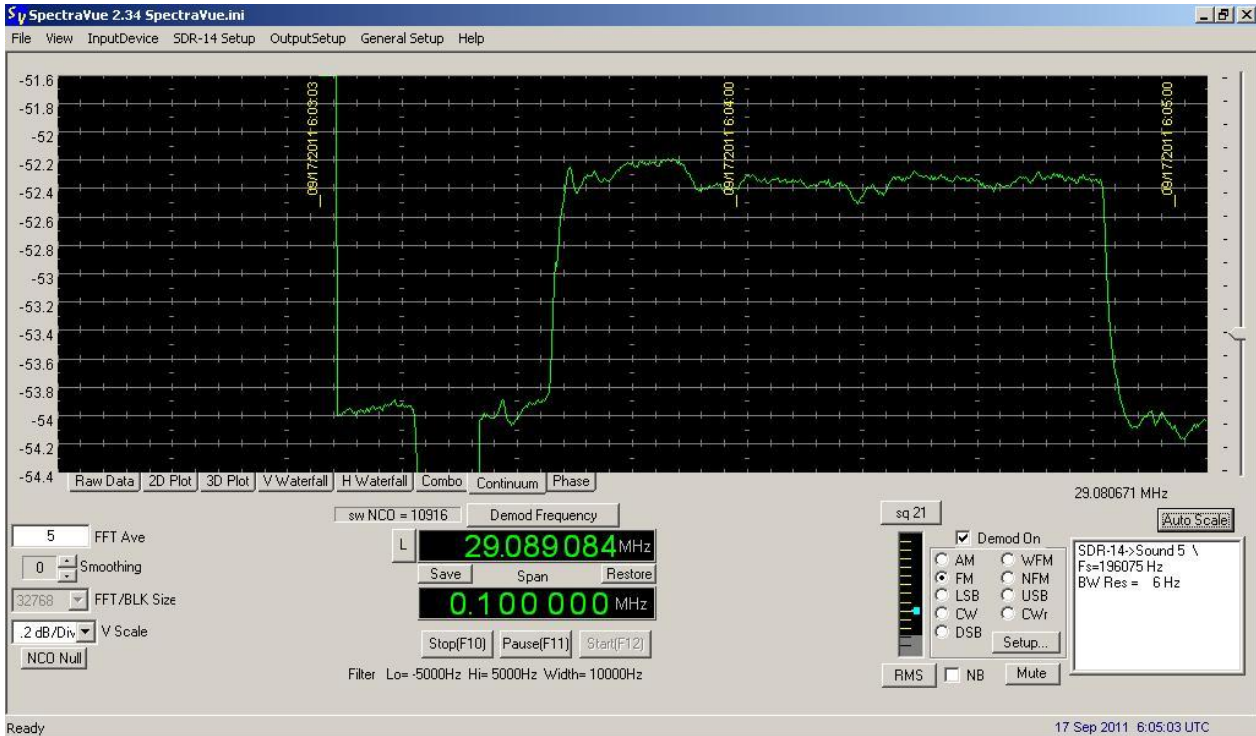 SpectraVue 2.34 SpectraVue.ini
File View InputDevice SDR-14 Setup OutputSetup General Setup Help
-51.6
-51.8
-52
-52.2
-52.4
-52.6
-52.8
-53
-53.2
-53.4
-53.6
-53.8
-54
-54.2
-54.4
09/17/2011 6:03:03
09/17/2011 6:04:00
09/17/2011 6:05:00
Raw Data 2D Plot 3D Plot V Waterfall H Waterfall Combo Continuum Phase
29.080671 MHz
5 FFT Ave
0 Smoothing
32768 FFT/BLK Size
.2 dB/Div V Scale
NCO Null
sw NCO = 10916 Demod Frequency
L 29.089084 MHz
Save Span Restore
0.100 000 MHz
Stop(F10) Pause(F11) Start(F12)
Filter Lo= -5000Hz Hi= 5000Hz Width= 10000Hz
sq 21
Demod On
AM WFM
FM NFM
LSB USB
CW CWr
DSB Setup...
RMS NB Mute
Auto Scale
SDR-14->Sound 5 \
Fs=196075 Hz
BW Res = 6 Hz
Ready
17 Sep 2011 6:05:03 UTC